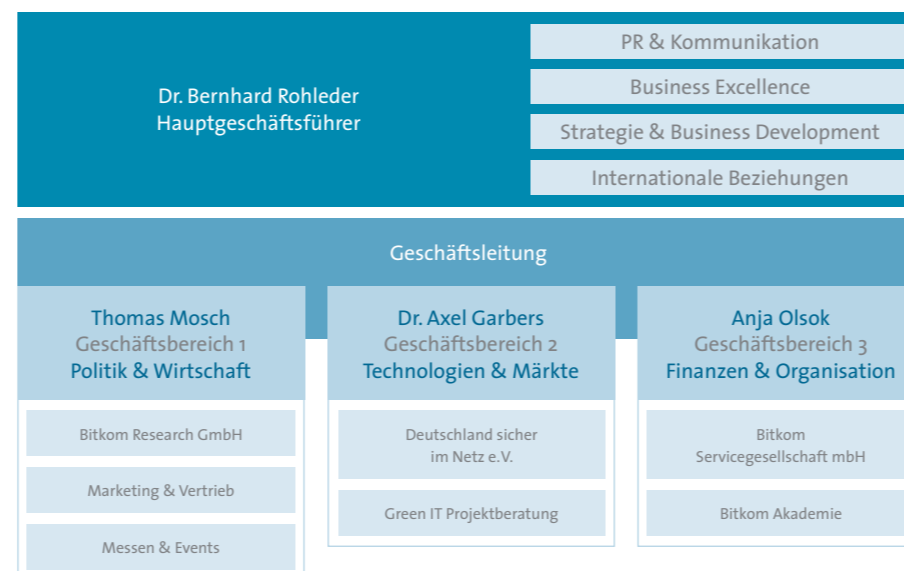 Dr. Bernhard Rohleder
Hauptgeschäftsführer
PR & Kommunikation
Business Excellence
Strategie & Business Development
Internationale Beziehungen
Geschäftsleitung
Thomas Mosch
Geschäftsbereich 1
Politik & Wirtschaft
Bitkom Research GmbH
Marketing & Vertrieb
Messen & Events
Dr. Axel Garbers
Geschäftsbereich 2
Technologien & Märkte
Deutschland sicher
im Netz e.V.
Green IT Projektberatung
Anja Olsok
Geschäftsbereich 3
Finanzen & Organisation
Bitkom
Servicegesellschaft mbH
Bitkom Akademie